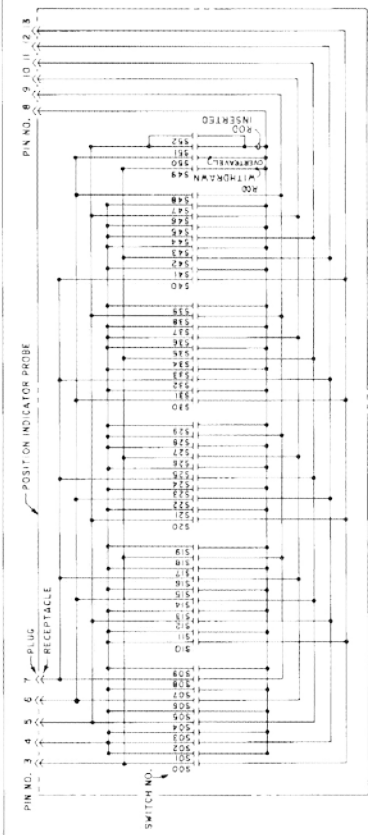 PIN NO. 3 4 5 6 7
PLUG
RECEPTACLE
POSITION INDICATOR PROBE
PIN NO. 8 9 10 11 12 13
SWITCH NO.
S00
S01
S02
S03
S04
S05
S06
S07
S08
S09
S10
S11
S12
S13
S14
S15
S16
S17
S18
S19
S20
S21
S22
S23
S24
S25
S26
S27
S28
S29
S30
S31
S32
S33
S34
S35
S36
S37
S38
S39
S40
S41
S42
S43
S44
S45
S46
S47
S48
S49
S50
S51
S52
ROD
WITHDRAWN
OVERTRAVEL
ROD
INSERTED